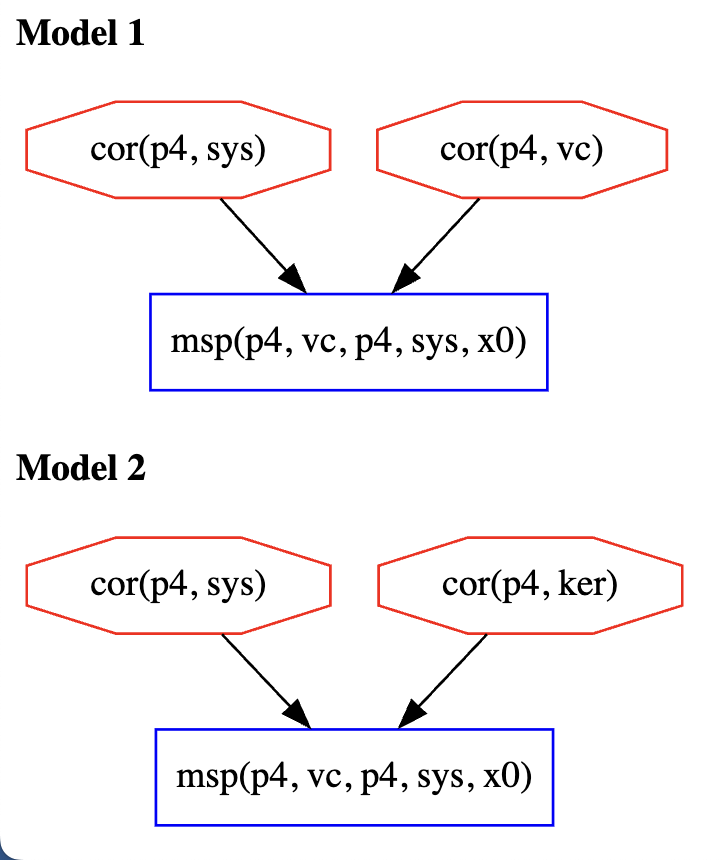 Model 1
cor(p4, sys) cor(p4, vc)
msp(p4, vc, p4, sys, x0)
Model 2
cor(p4, sys) cor(p4, ker)
msp(p4, vc, p4, sys, x0)